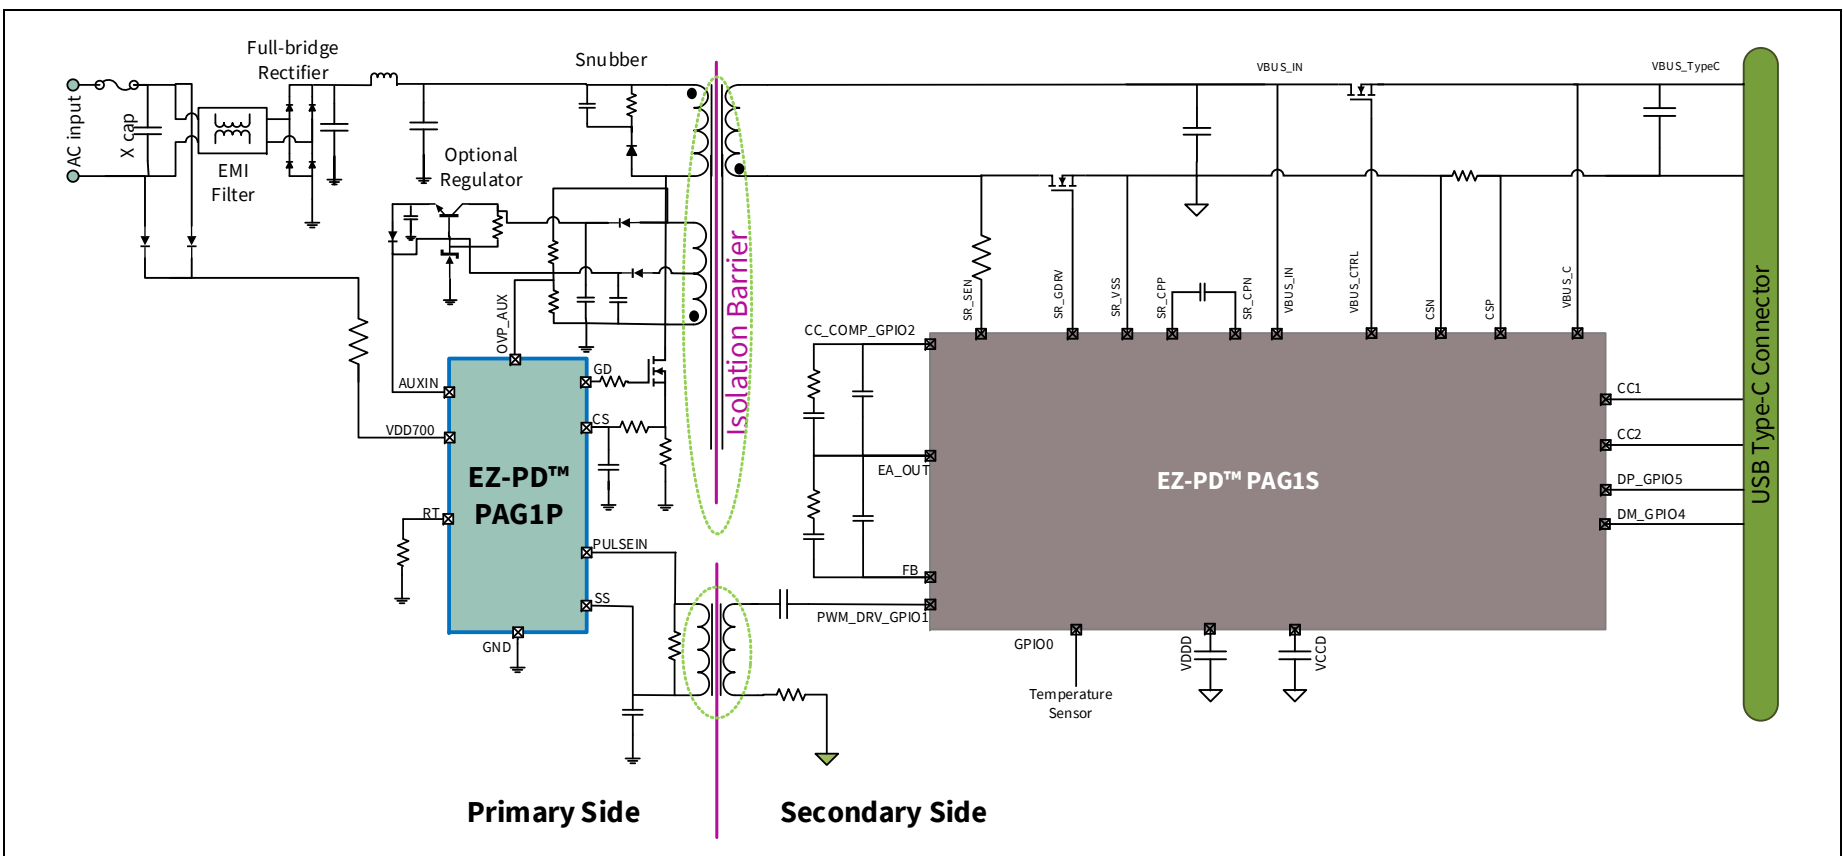 Full-bridge
Rectifier
Snubber
VBUS_IN
VBUS_TypeC
AC input
X cap
EMI
Filter
Optional
Regulator
Isolation Barrier
USB Type-C Connector
OVP_AUX
SR_SEN
SR_GDRV
SR_VSS
SR_CPP
SR_CPN
VBUS_IN
VBUS_CTRL
CSN
CSP
VBUS_C
CC_COMP_GPIO2
GD
AUXIN
CS
VDD700
CC1
CC2
EZ-PD™
PAG1P
EA_OUT
EZ-PD™ PAG1S
DP_GPIO5
DM_GPIO4
RT
PULSEIN
FB
SS
PWM_DRV_GPIO1
GND
GPIO0
VDDD
VCCD
Temperature
Sensor
Primary Side
Secondary Side